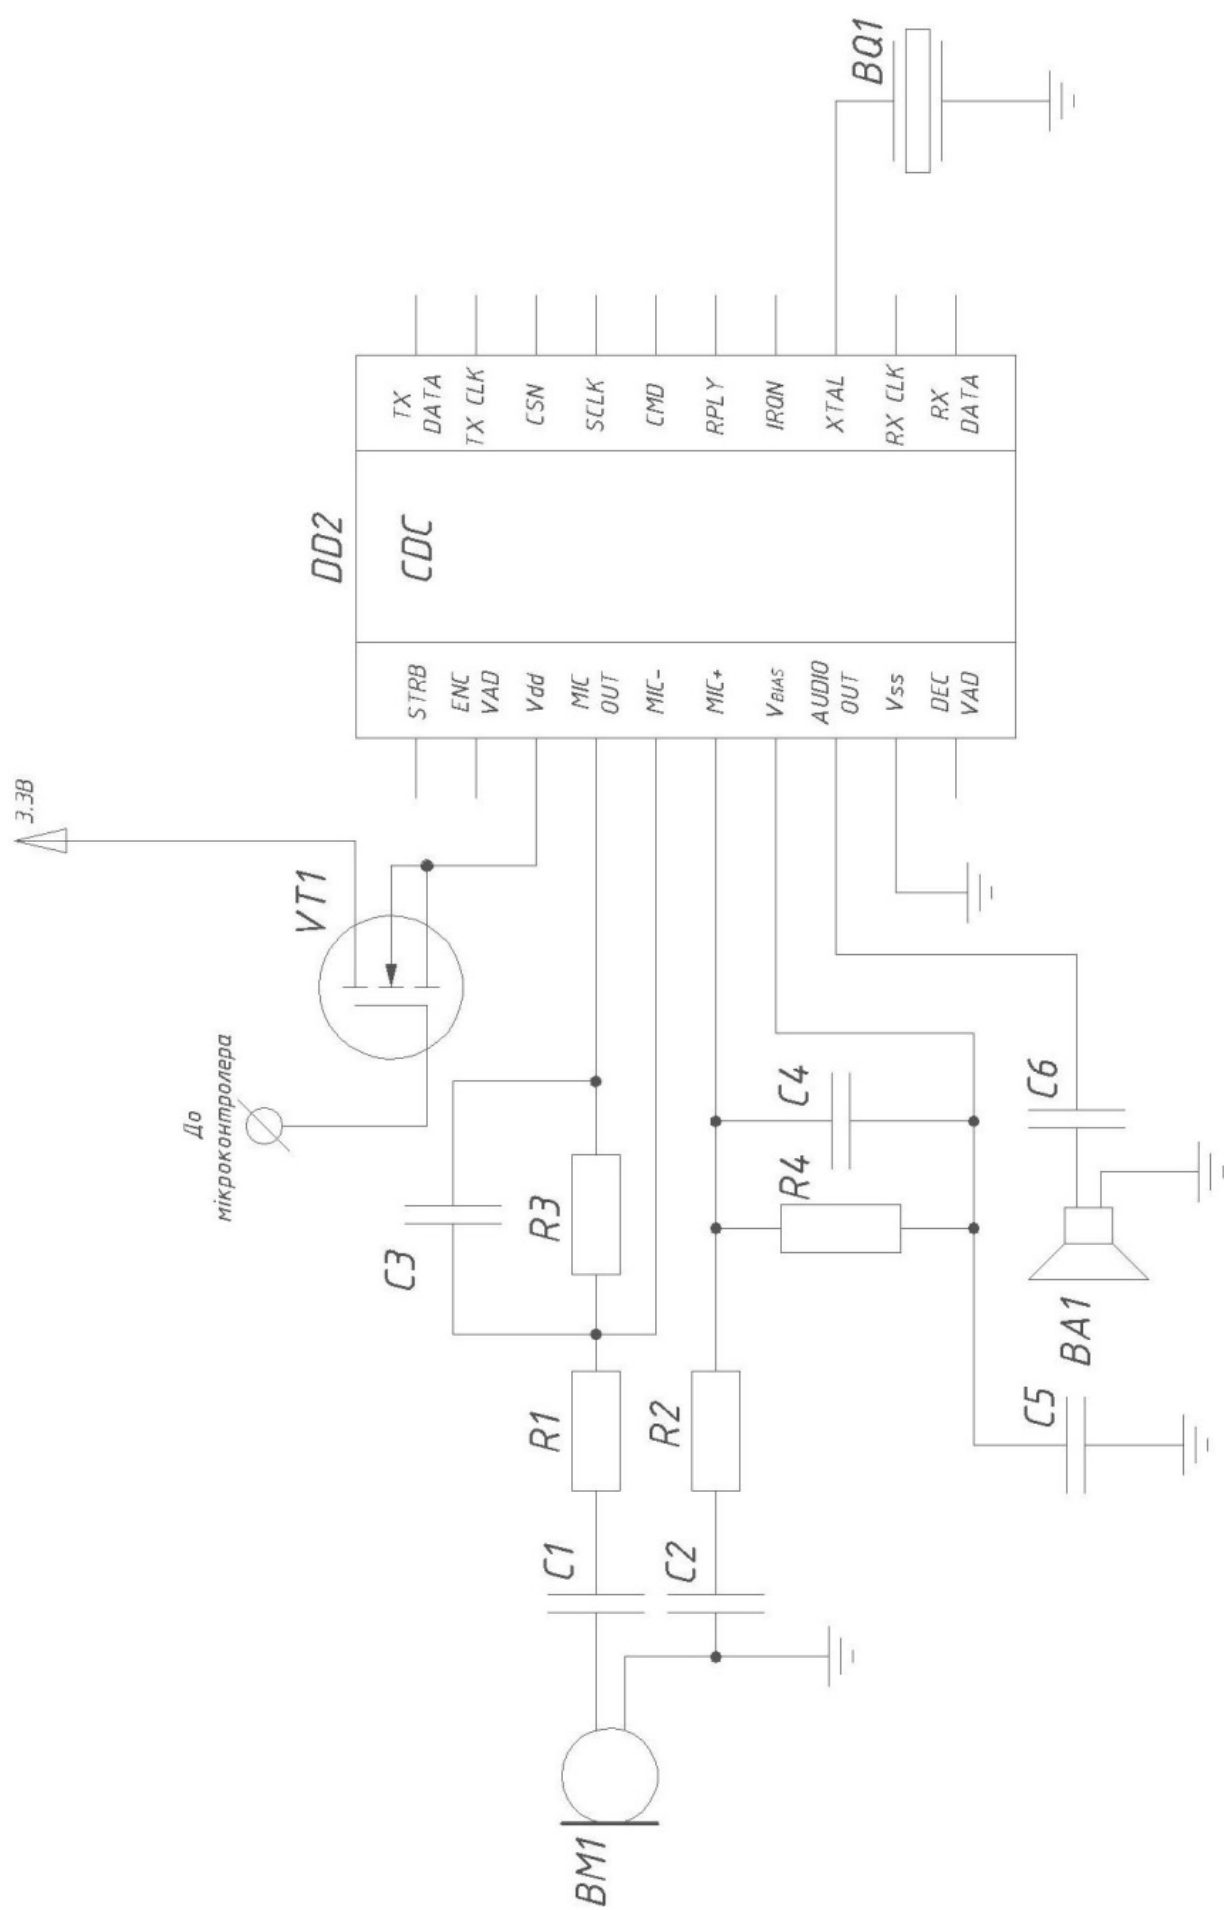 До
мікроконтролера
3.3В
VT1
DD2
CDC
STRB
ENC
VAD
Vdd
MIC
OUT
MIC-
MIC+
VBIAS
AUDIO
OUT
Vss
DEC
VAD
TX
DATA
TX CLK
CSN
SCLK
CMD
RPLY
IRQN
XTAL
RX CLK
RX
DATA
BQ1
C3
R3
R1
C1
R2
C2
BM1
R4
C4
C5
C6
BA1